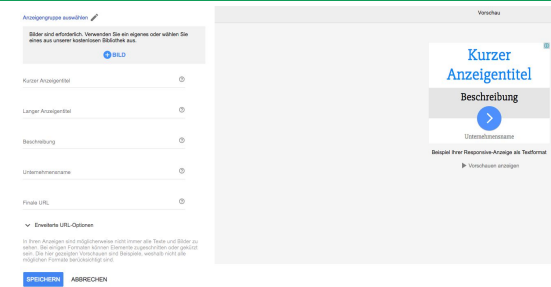 Anzeigengruppe auswählen
Bilder sind erforderlich. Verwenden Sie ein eigenes oder wählen Sie
eines aus unserer kostenlosen Bibliothek aus.
BILD
Kurzer Anzeigentitel
Langer Anzeigentitel
Beschreibung
Unternehmensname
Finale URL
Erweiterte URL-Optionen
In Ihren Anzeigen sind möglicherweise nicht immer alle Texte und Bilder zu
sehen. Bei einigen Formaten können Elemente zugeschnitten oder gekürzt
sein. Die hier gezeigten Vorschauen sind Beispiele, weshalb nicht alle
möglichen Formate berücksichtigt sind.
SPEICHERN ABBRECHEN
Vorschau
Kurzer
Anzeigentitel
Beschreibung
Unternehmensname
Beispiel Ihrer Responsive-Anzeige als Textformat
Vorschauen anzeigen